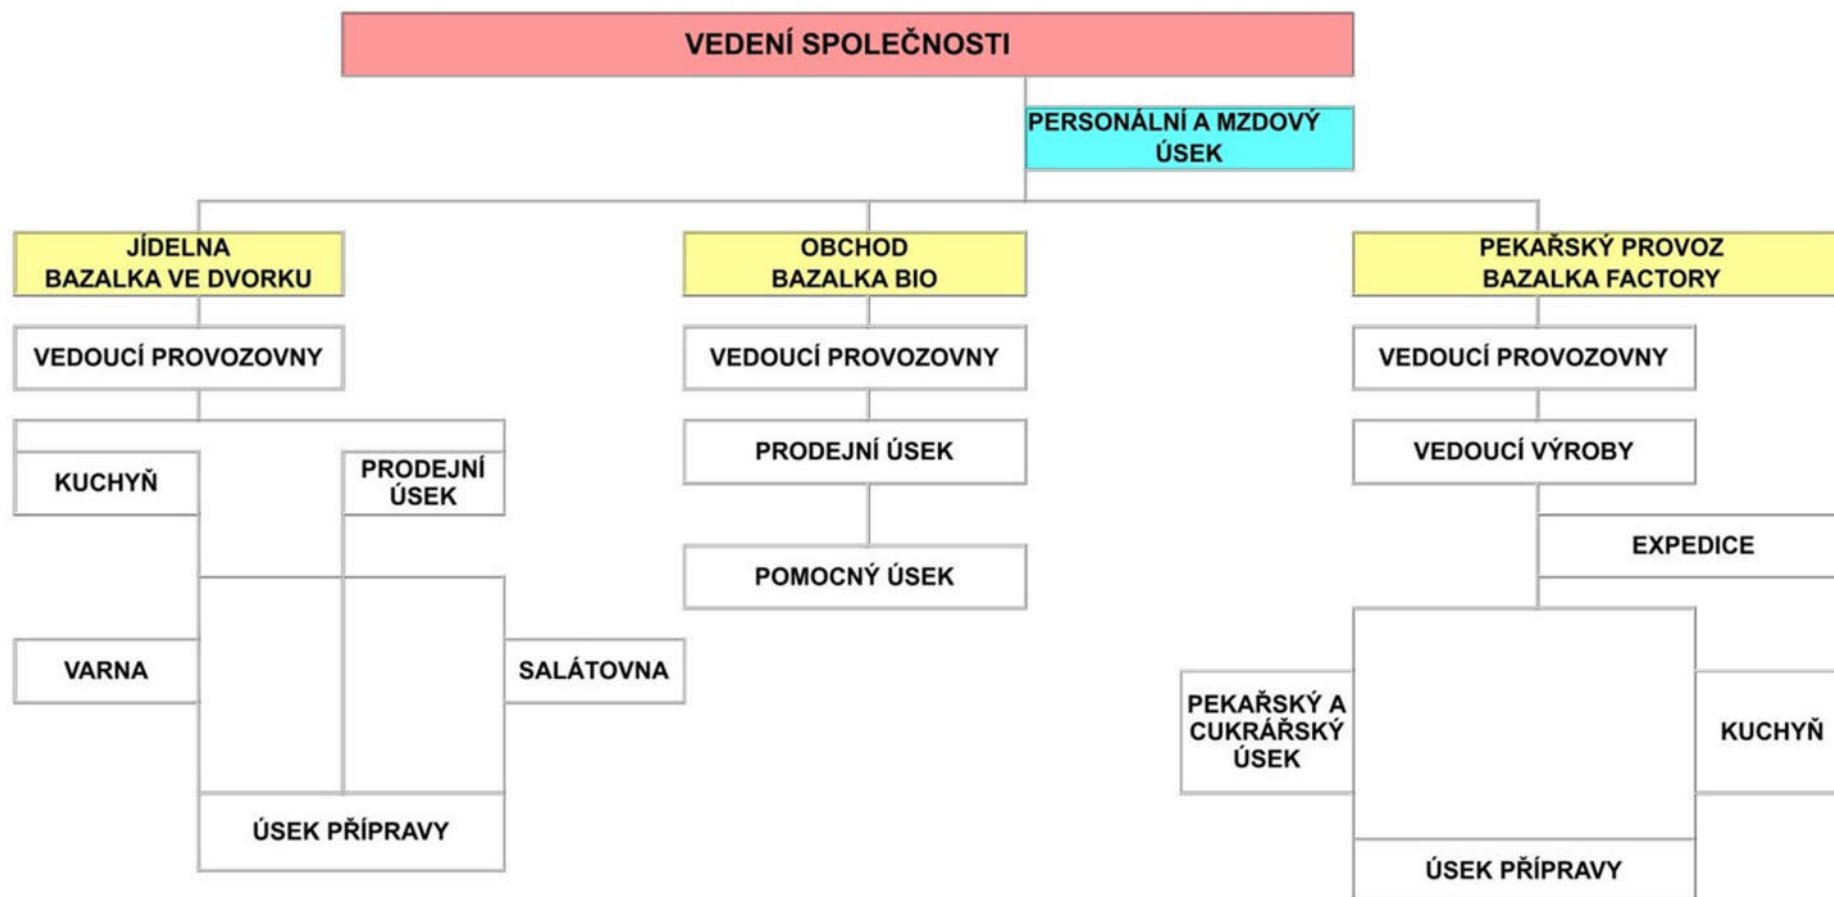 VEDENÍ SPOLEČNOSTI
PERSONÁLNÍ A MZDOVÝ
ÚSEK
JÍDELNA
BAZALKA VE DVORKU
OBCHOD
BAZALKA BIO
PEKAŘSKÝ PROVOZ
BAZALKA FACTORY
VEDOUCÍ PROVOZOVNY
VEDOUCÍ PROVOZOVNY
VEDOUCÍ PROVOZOVNY
KUCHYŇ
PRODEJNÍ
ÚSEK
PRODEJNÍ ÚSEK
VEDOUCÍ VÝROBY
POMOCNÝ ÚSEK
EXPEDICE
VARNA
SALÁTOVNA
PEKAŘSKÝ A
CUKRÁŘSKÝ
ÚSEK
KUCHYŇ
ÚSEK PŘÍPRAVY
ÚSEK PŘÍPRAVY